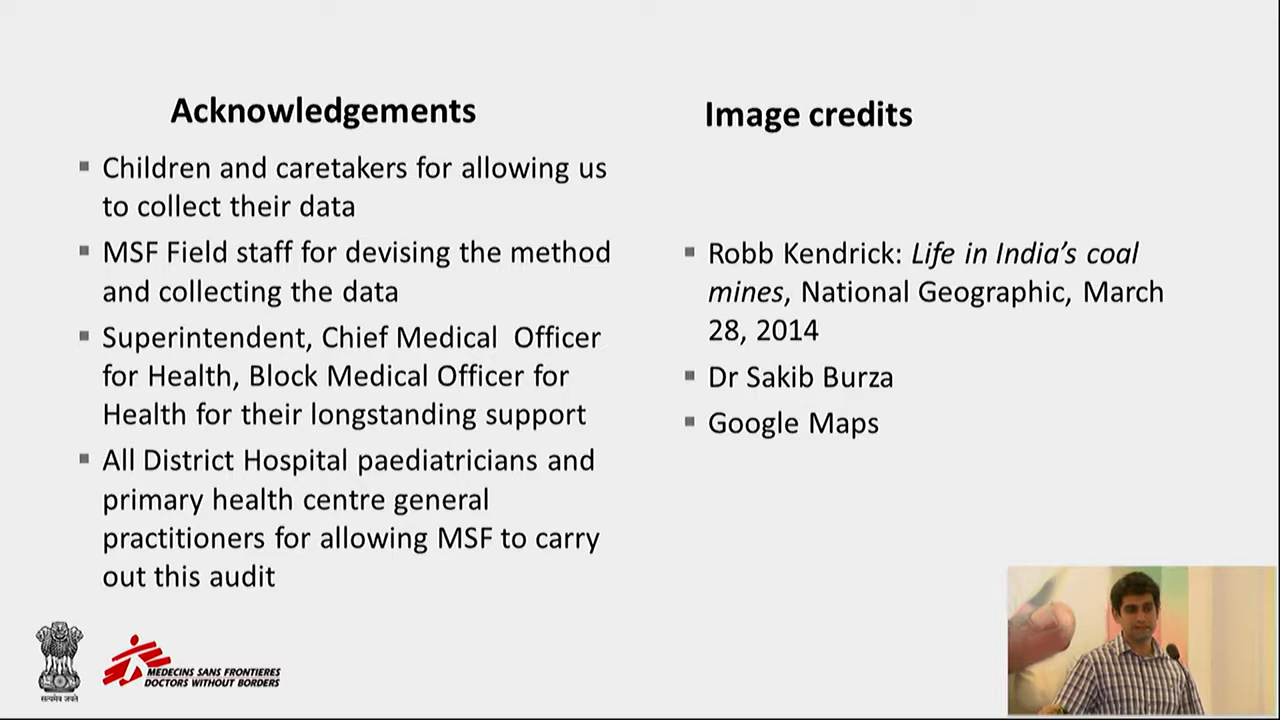 Acknowledgements
Children and caretakers for allowing us
to collect their data
MSF Field staff for devising the method
and collecting the data
Superintendent, Chief Medical Officer
for Health, Block Medical Officer for
Health for their longstanding support
All District Hospital paediatricians and
primary health centre general
practitioners for allowing MSF to carry
out this audit
Image credits
Robb Kendrick: Life in India’s coal
mines, National Geographic, March
28, 2014
Dr Sakib Burza
Google Maps
सत्यमेव जयते
MEDECINS SANS FRONTIERES
DOCTORS WITHOUT BORDERS